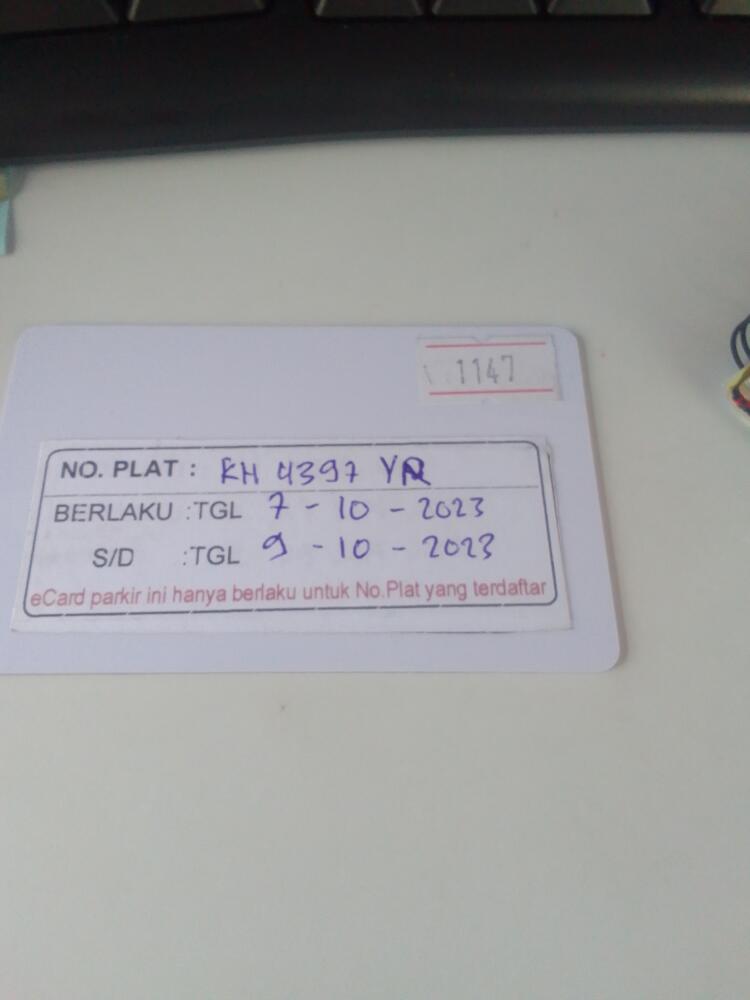 1147
NO. PLAT : KH 4397 YR
BERLAKU :TGL 7 - 10 - 2023
S/D :TGL 9 - 10 - 2023
eCard parkir ini hanya berlaku untuk No.Plat yang terdaftar